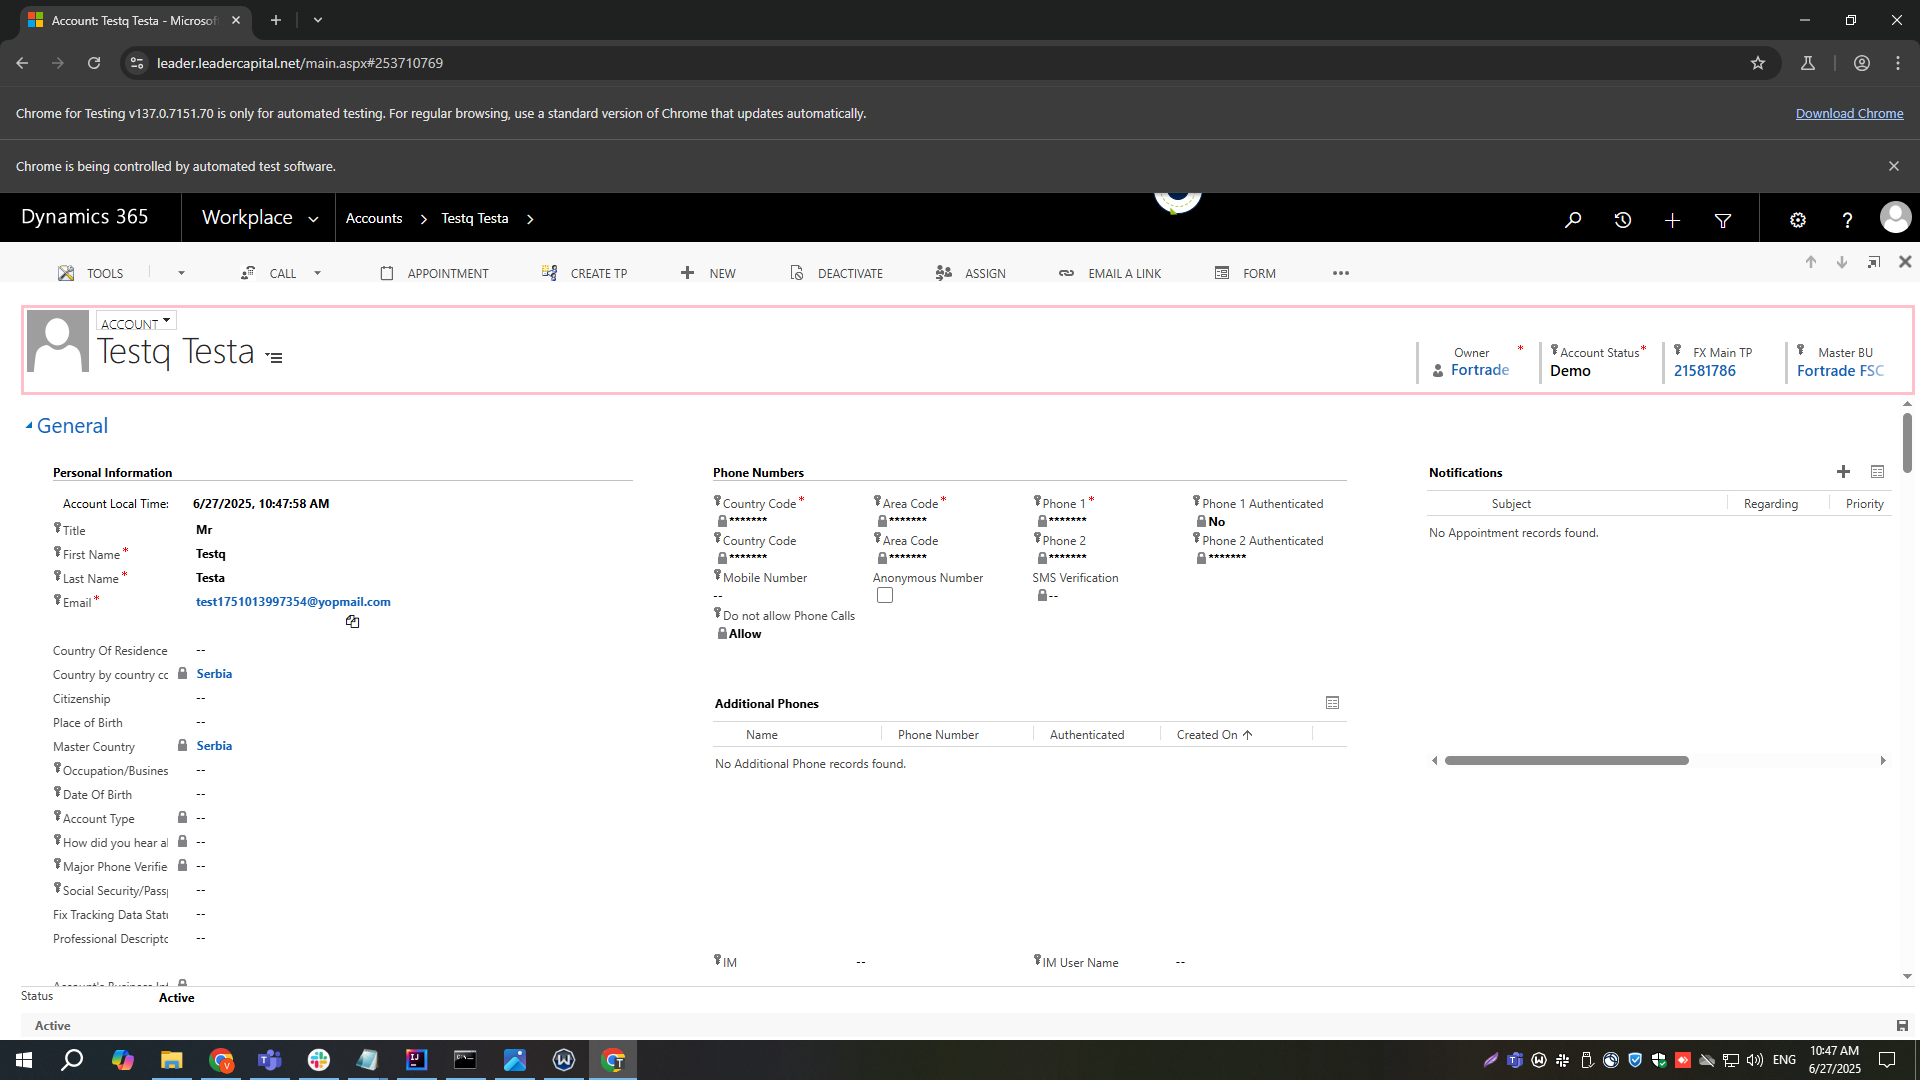 Account: Testq Testa - Microsof
leader.leadercapital.net/main.aspx#253710769
Chrome for Testing v137.0.7151.70 is only for automated testing. For regular browsing, use a standard version of Chrome that updates automatically.
Download Chrome
Chrome is being controlled by automated test software.
Dynamics 365
Workplace
Accounts
Testq Testa
TOOLS
CALL
APPOINTMENT
CREATE TP
NEW
DEACTIVATE
ASSIGN
EMAIL A LINK
FORM
ACCOUNT
Testq Testa
Owner *
Fortrade
Account Status *
Demo
FX Main TP
21581786
Master BU
Fortrade FSC
General
Personal Information
Account Local Time: 6/27/2025, 10:47:58 AM
Title Mr
First Name * Testq
Last Name * Testa
Email * test1751013997354@yopmail.com
Country Of Residence --
Country by country cc Serbia
Citizenship --
Place of Birth --
Master Country Serbia
Occupation/Busines --
Date Of Birth --
Account Type --
How did you hear a --
Major Phone Verifie --
Social Security/Pass --
Fix Tracking Data Stat --
Professional Descripto --
Phone Numbers
Country Code * Area Code * Phone 1 * Phone 1 Authenticated
******* ******* ******* No
Country Code Area Code Phone 2 Phone 2 Authenticated
******* ******* ******* *******
Mobile Number Anonymous Number SMS Verification
-- --
Do not allow Phone Calls
Allow
Additional Phones
Name Phone Number Authenticated Created On
No Additional Phone records found.
IM -- IM User Name --
Notifications
Subject Regarding Priority
No Appointment records found.
Status Active
Active
ENG
10:47 AM
6/27/2025